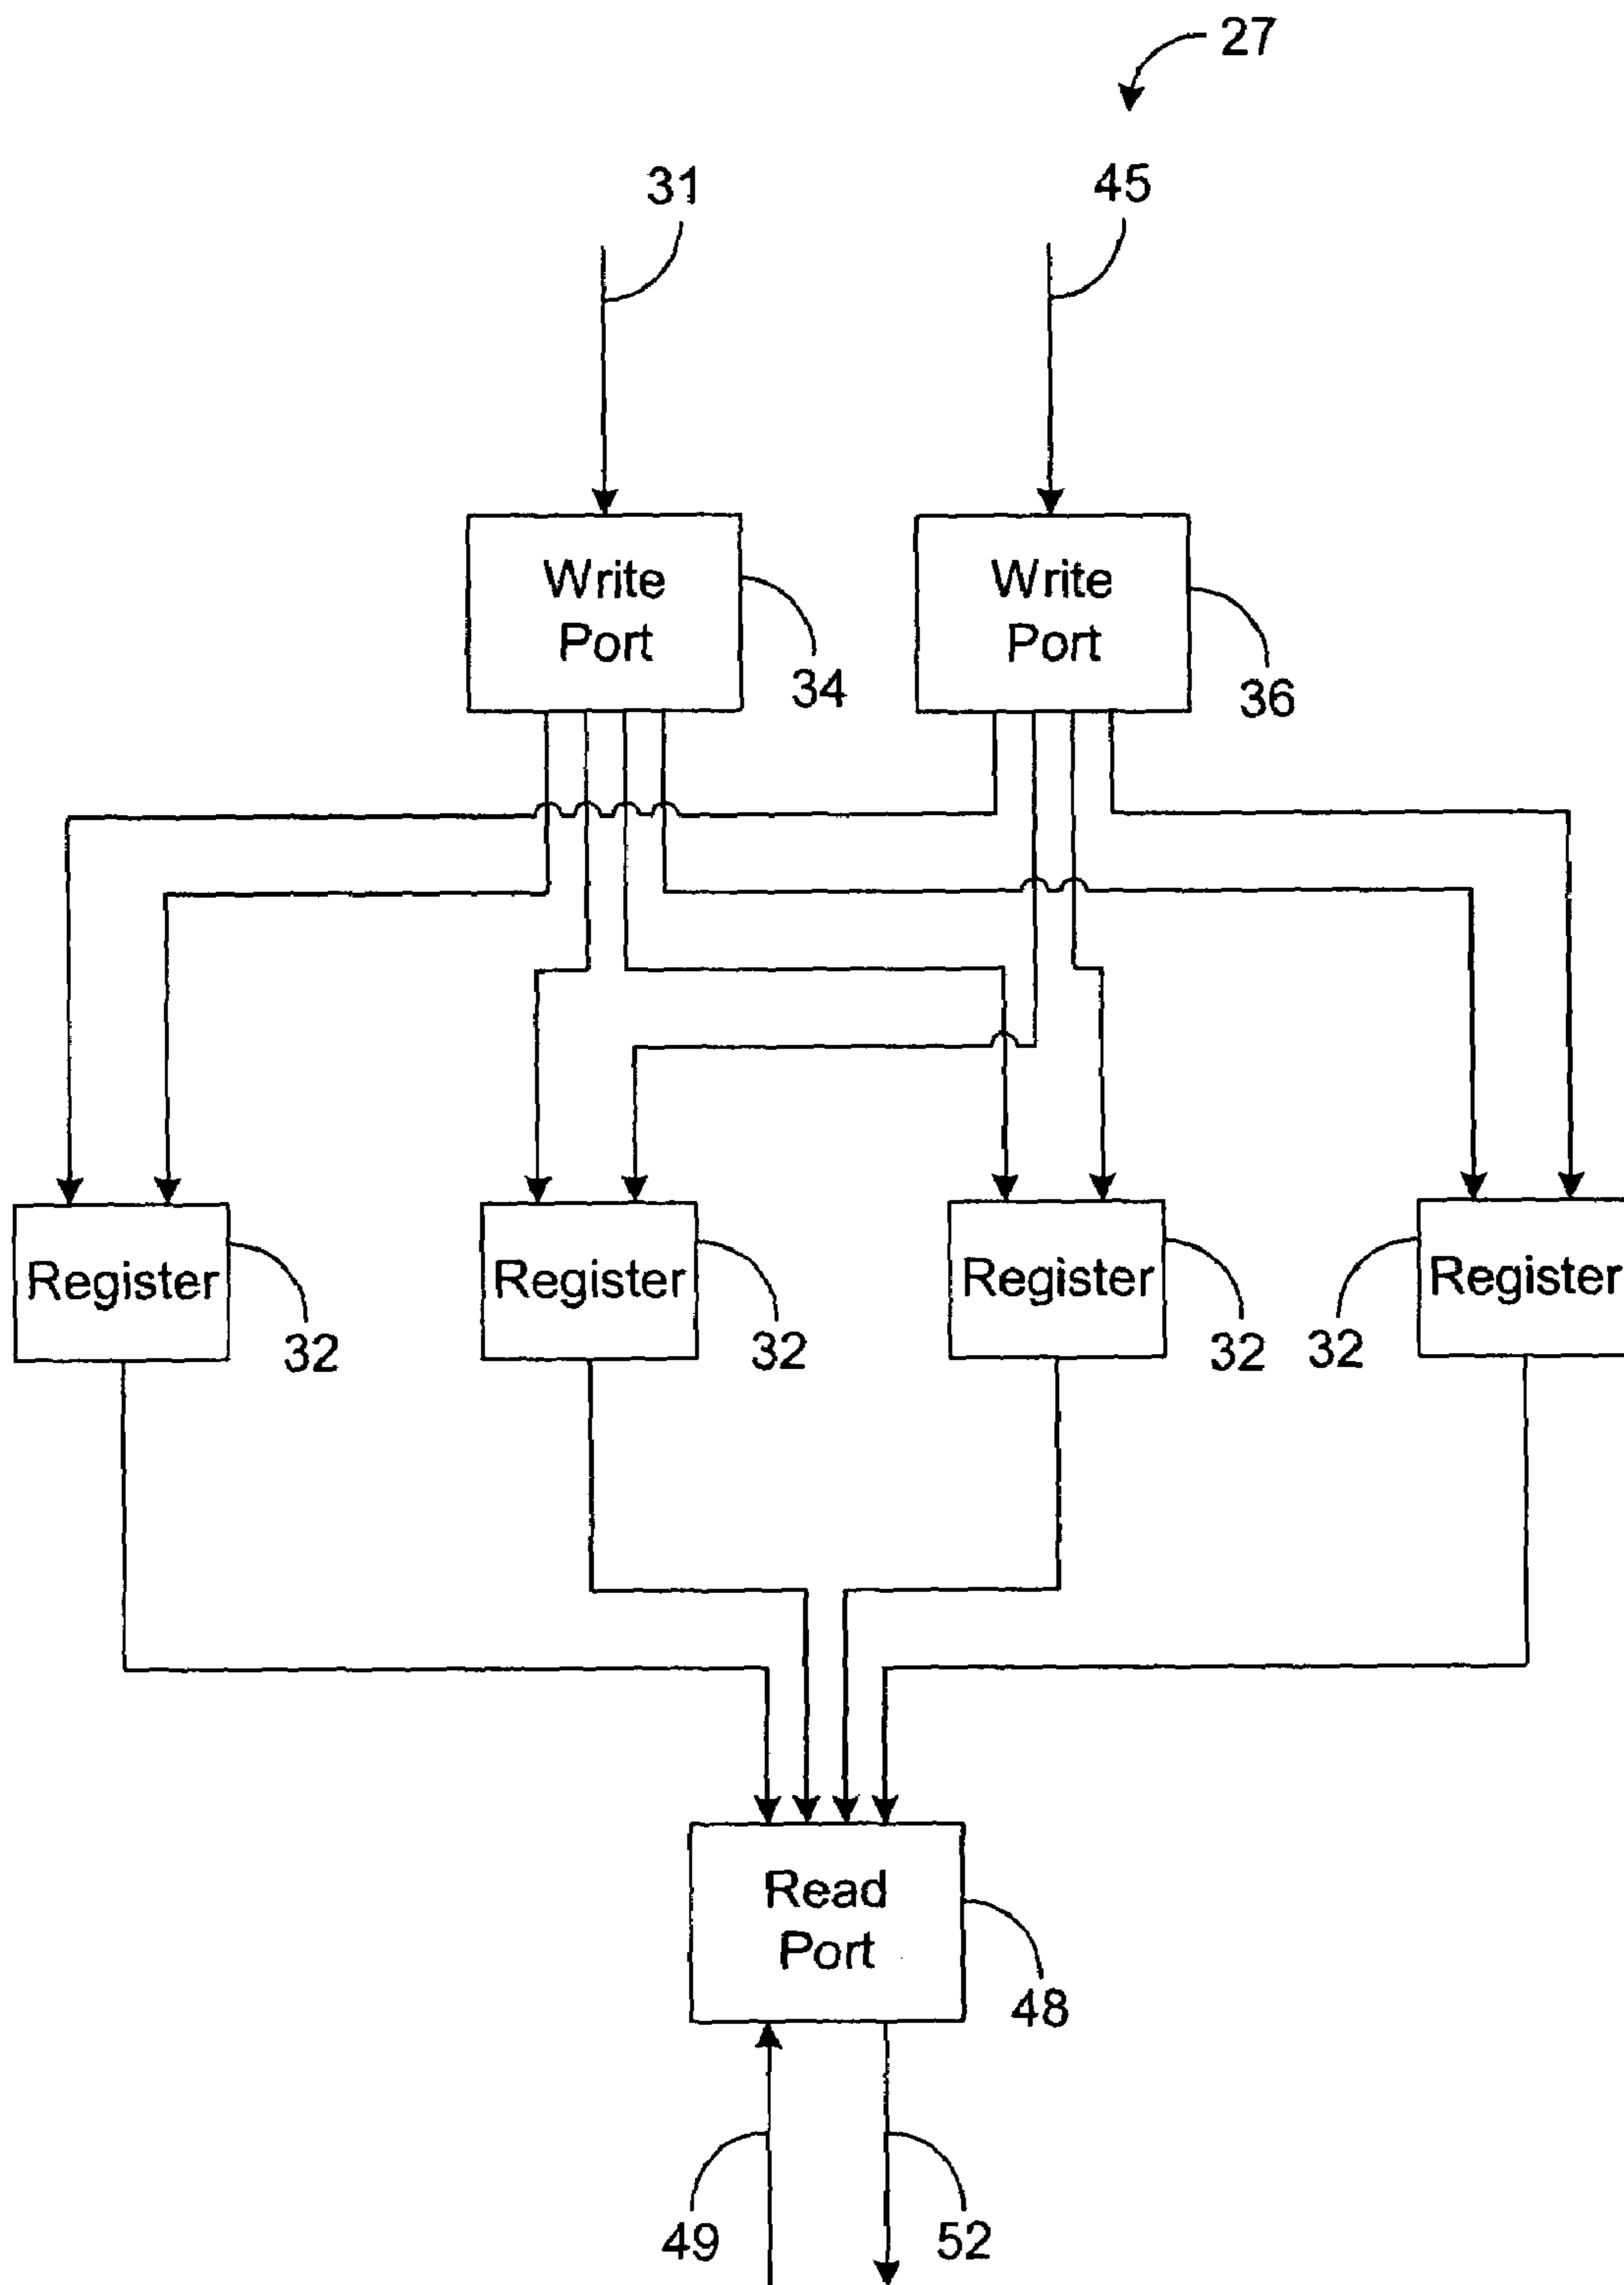 27
31
45
Write
Port
34
Write
Port
36
Register
32
Register
32
Register
32
32
Register
Read
Port
48
49
52